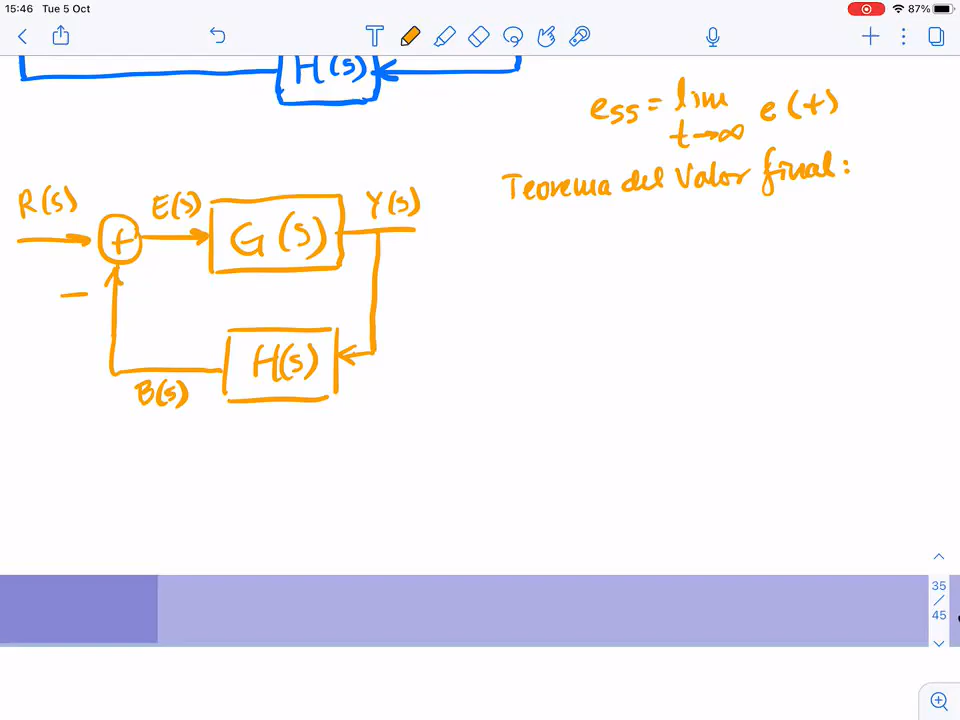 15:46 Tue 5 Oct
87%
H(s)
ess = lim e(t)
t→∞
Teorema del Valor final:
R(s)
E(s)
Y(s)
+
G(s)
−
H(s)
B(s)
35
/
45